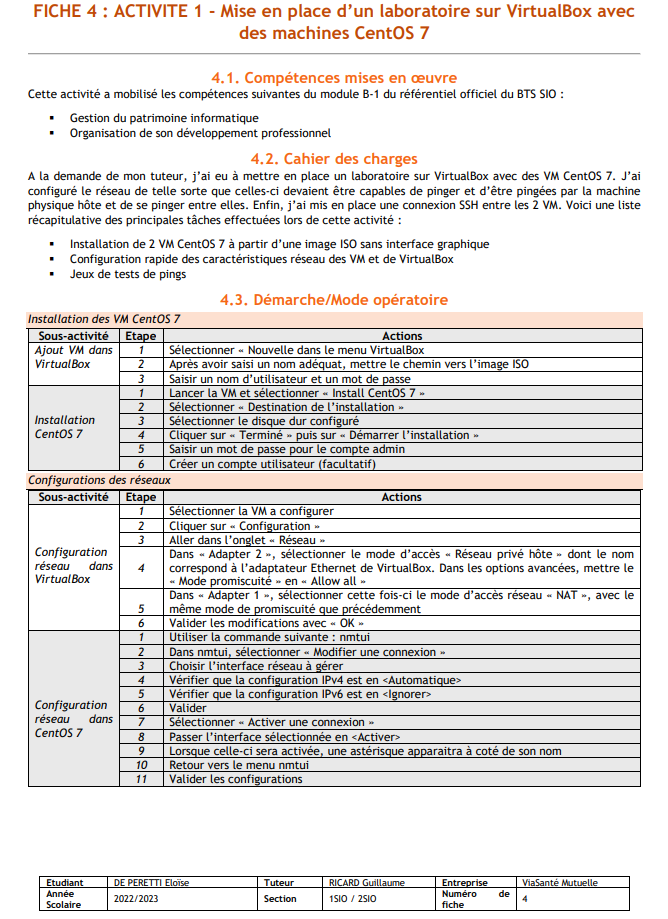 FICHE 4 : ACTIVITE 1 - Mise en place d’un laboratoire sur VirtualBox avec
des machines CentOS 7
4.1. Compétences mises en œuvre
Cette activité a mobilisé les compétences suivantes du module B-1 du référentiel officiel du BTS SIO :
▪ Gestion du patrimoine informatique
▪ Organisation de son développement professionnel
4.2. Cahier des charges
A la demande de mon tuteur, j’ai eu à mettre en place un laboratoire sur VirtualBox avec des VM CentOS 7. J’ai
configuré le réseau de telle sorte que celles-ci devaient être capables de pinger et d’être pingées par la machine
physique hôte et de se pinger entre elles. Enfin, j’ai mis en place une connexion SSH entre les 2 VM. Voici une liste
récapitulative des principales tâches effectuées lors de cette activité :
▪ Installation de 2 VM CentOS 7 à partir d’une image ISO sans interface graphique
▪ Configuration rapide des caractéristiques réseau des VM et de VirtualBox
▪ Jeux de tests de pings
4.3. Démarche/Mode opératoire
Installation des VM CentOS 7
Sous-activité Etape Actions
Ajout VM dans VirtualBox
1 Sélectionner « Nouvelle dans le menu VirtualBox
2 Après avoir saisi un nom adéquat, mettre le chemin vers l’image ISO
3 Saisir un nom d’utilisateur et un mot de passe
Installation CentOS 7
1 Lancer la VM et sélectionner « Install CentOS 7 »
2 Sélectionner « Destination de l’installation »
3 Sélectionner le disque dur configuré
4 Cliquer sur « Terminé » puis sur « Démarrer l’installation »
5 Saisir un mot de passe pour le compte admin
6 Créer un compte utilisateur (facultatif)
Configurations des réseaux
Sous-activité Etape Actions
Configuration réseau dans VirtualBox
1 Sélectionner la VM a configurer
2 Cliquer sur « Configuration »
3 Aller dans l’onglet « Réseau »
4 Dans « Adapter 2 », sélectionner le mode d’accès « Réseau privé hôte » dont le nom
correspond à l’adaptateur Ethernet de VirtualBox. Dans les options avancées, mettre le
« Mode promiscuité » en « Allow all »
5 Dans « Adapter 1 », sélectionner cette fois-ci le mode d’accès réseau « NAT », avec le
même mode de promiscuité que précédemment
6 Valider les modifications avec « OK »
Configuration réseau dans CentOS 7
1 Utiliser la commande suivante : nmtui
2 Dans nmtui, sélectionner « Modifier une connexion »
3 Choisir l’interface réseau à gérer
4 Vérifier que la configuration IPv4 est en <Automatique>
5 Vérifier que la configuration IPv6 est en <Ignorer>
6 Valider
7 Sélectionner « Activer une connexion »
8 Passer l’interface sélectionnée en <Activer>
9 Lorsque celle-ci sera activée, une astérisque apparaitra à coté de son nom
10 Retour vers le menu nmtui
11 Valider les configurations
Etudiant DE PERETTI Eloïse Tuteur RICARD Guillaume Entreprise ViaSanté Mutuelle
Année Scolaire 2022/2023 Section 1SIO / 2SIO Numéro de fiche 4